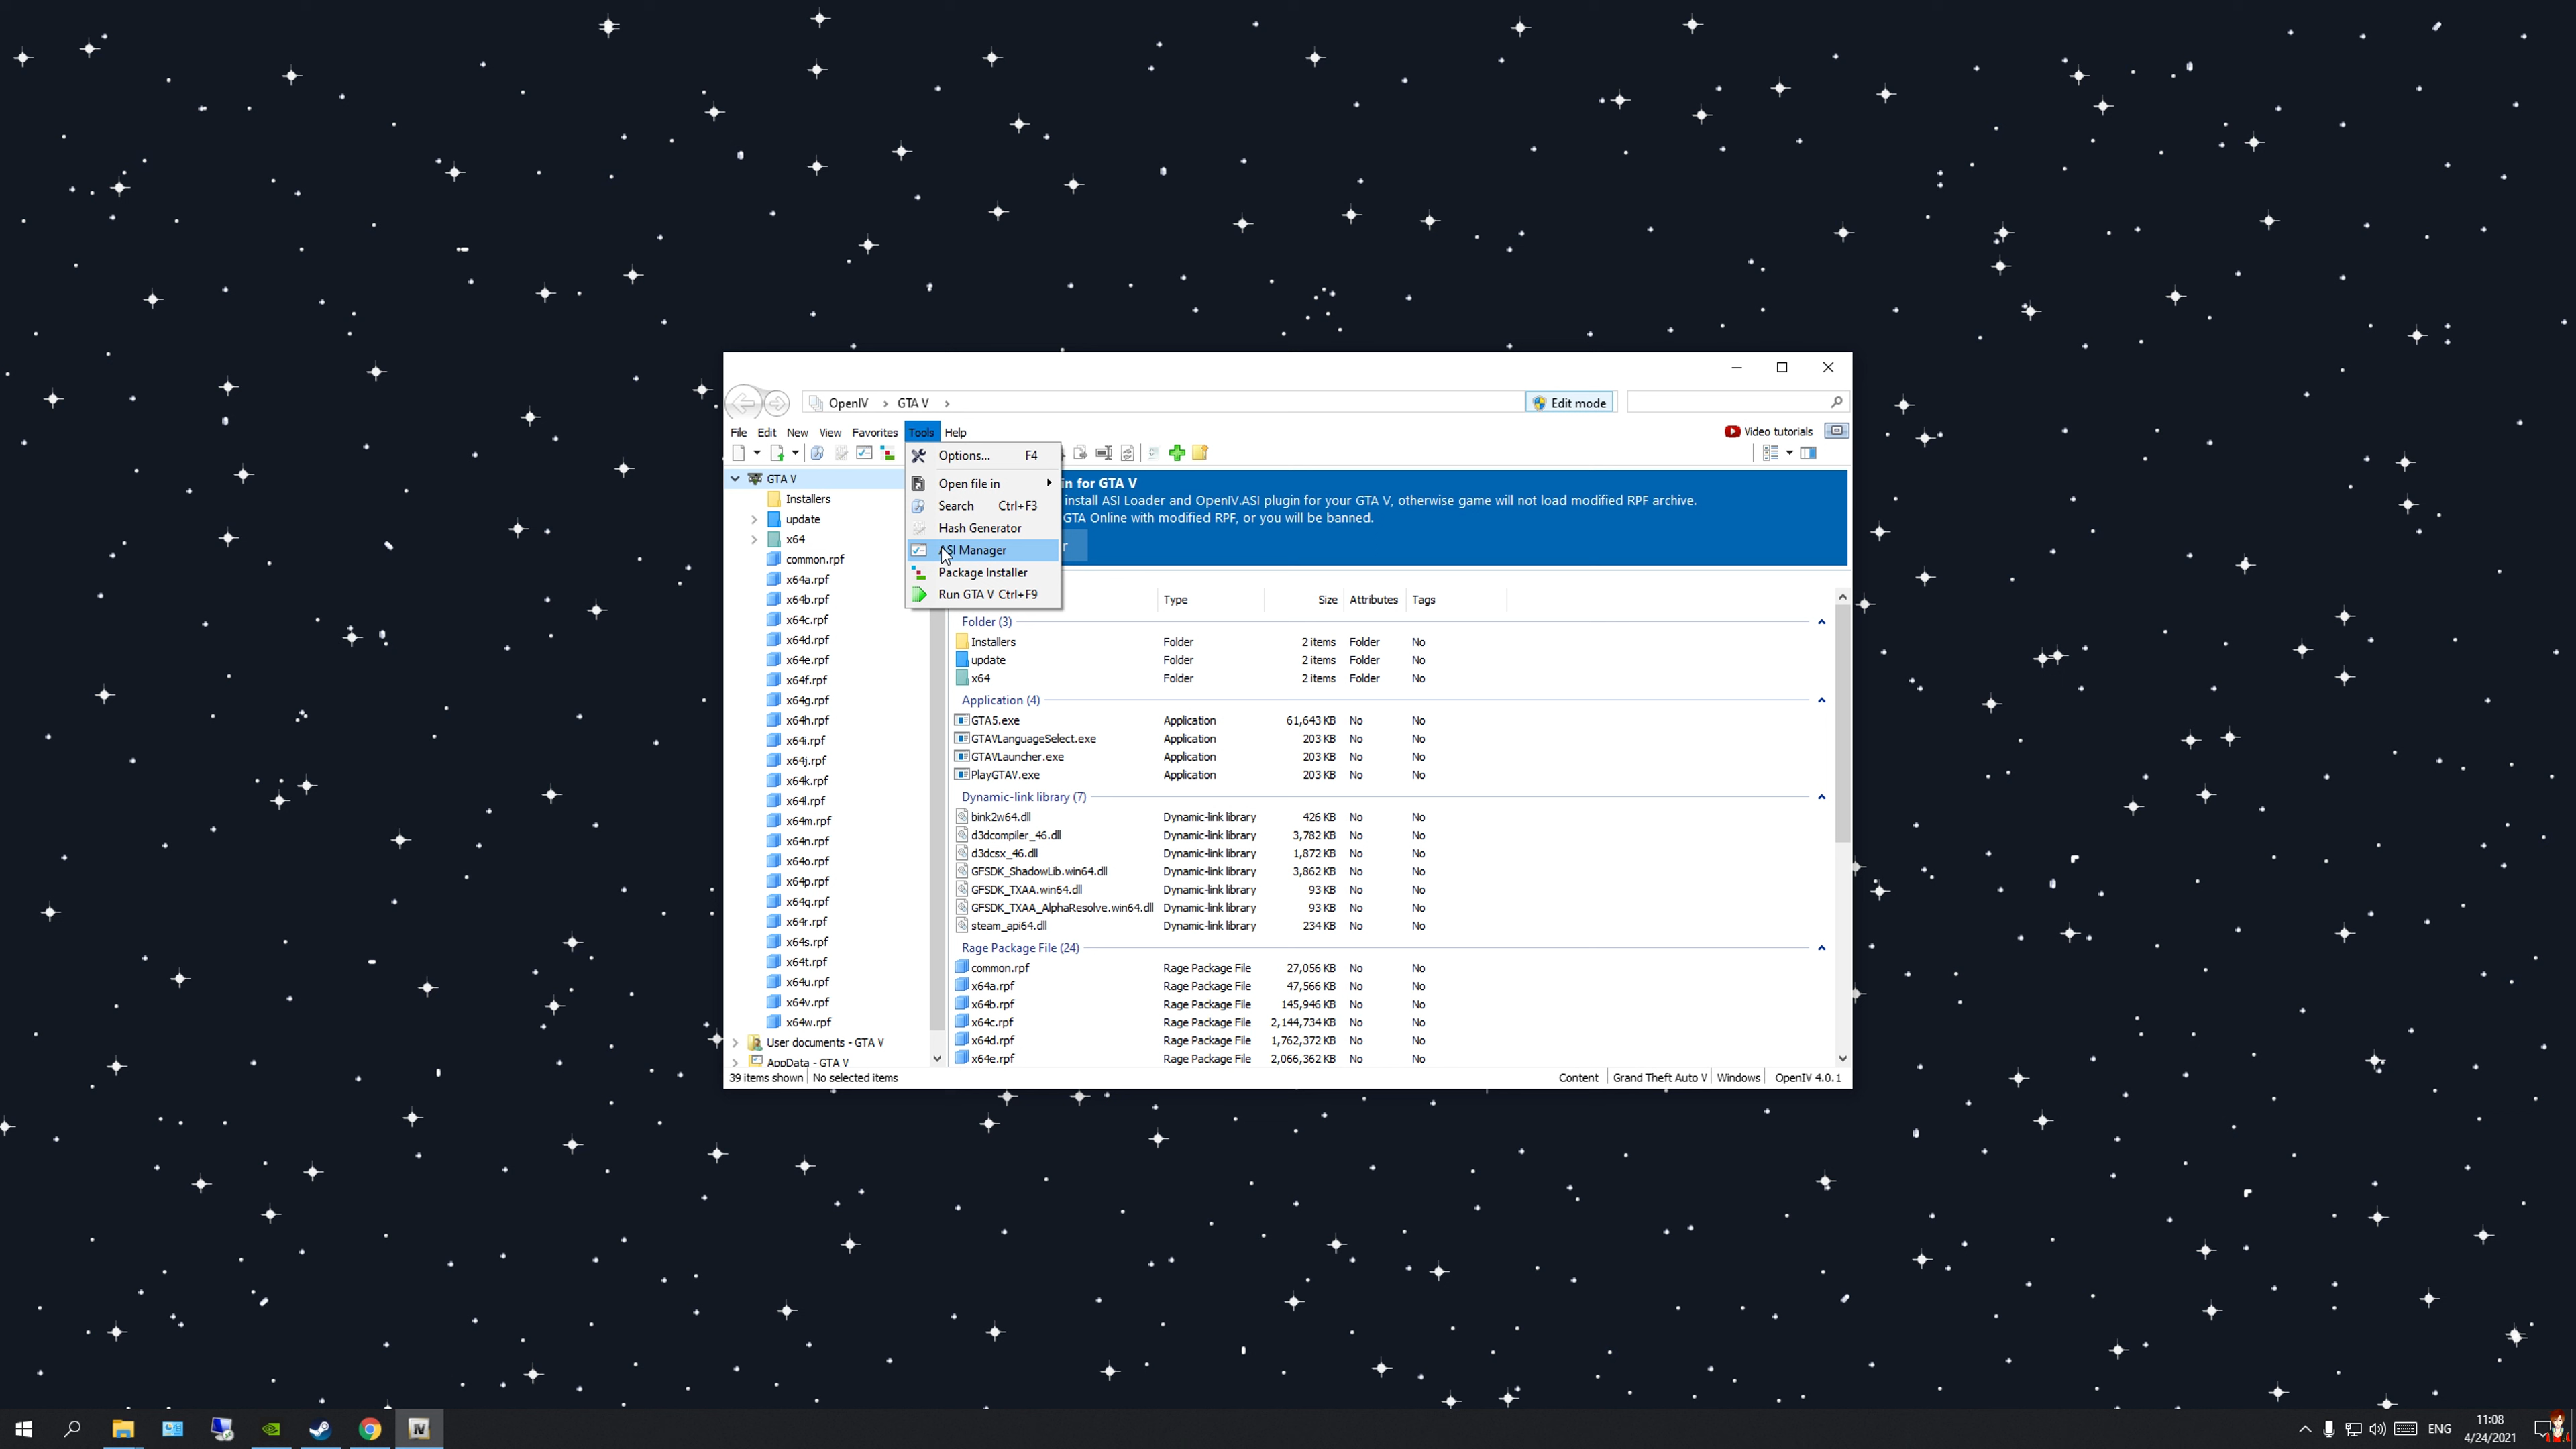 OpenIV
GTA V
Edit mode
File Edit New View Favorites Tools Help
Video tutorials
Options... F4
Open file in
Search Ctrl+F3
Hash Generator
ASI Manager
Package Installer
Run GTA V Ctrl+F9
GTA V
Installers
update
x64
common.rpf
x64a.rpf
x64b.rpf
x64c.rpf
x64d.rpf
x64e.rpf
x64f.rpf
x64g.rpf
x64h.rpf
x64i.rpf
x64j.rpf
x64k.rpf
x64l.rpf
x64m.rpf
x64n.rpf
x64o.rpf
x64p.rpf
x64q.rpf
x64r.rpf
x64s.rpf
x64t.rpf
x64u.rpf
x64v.rpf
x64w.rpf
User documents - GTA V
AppData - GTA V
in for GTA V
install ASI Loader and OpenIV.ASI plugin for your GTA V, otherwise game will not load modified RPF archive.
GTA Online with modified RPF, or you will be banned.
r
Type Size Attributes Tags
Folder (3)
Installers Folder 2 items Folder No
update Folder 2 items Folder No
x64 Folder 2 items Folder No
Application (4)
GTA5.exe Application 61,643 KB No No
GTAVLanguageSelect.exe Application 203 KB No No
GTAVLauncher.exe Application 203 KB No No
PlayGTAV.exe Application 203 KB No No
Dynamic-link library (7)
bink2w64.dll Dynamic-link library 426 KB No No
d3dcompiler_46.dll Dynamic-link library 3,782 KB No No
d3dcsx_46.dll Dynamic-link library 1,872 KB No No
GFSDK_ShadowLib.win64.dll Dynamic-link library 3,862 KB No No
GFSDK_TXAA.win64.dll Dynamic-link library 93 KB No No
GFSDK_TXAA_AlphaResolve.win64.dll Dynamic-link library 93 KB No No
steam_api64.dll Dynamic-link library 234 KB No No
Rage Package File (24)
common.rpf Rage Package File 27,056 KB No No
x64a.rpf Rage Package File 47,566 KB No No
x64b.rpf Rage Package File 145,946 KB No No
x64c.rpf Rage Package File 2,144,734 KB No No
x64d.rpf Rage Package File 1,762,372 KB No No
x64e.rpf Rage Package File 2,066,362 KB No No
39 items shown No selected items Content Grand Theft Auto V Windows OpenIV 4.0.1
IV
ENG
11:08
4/24/2021